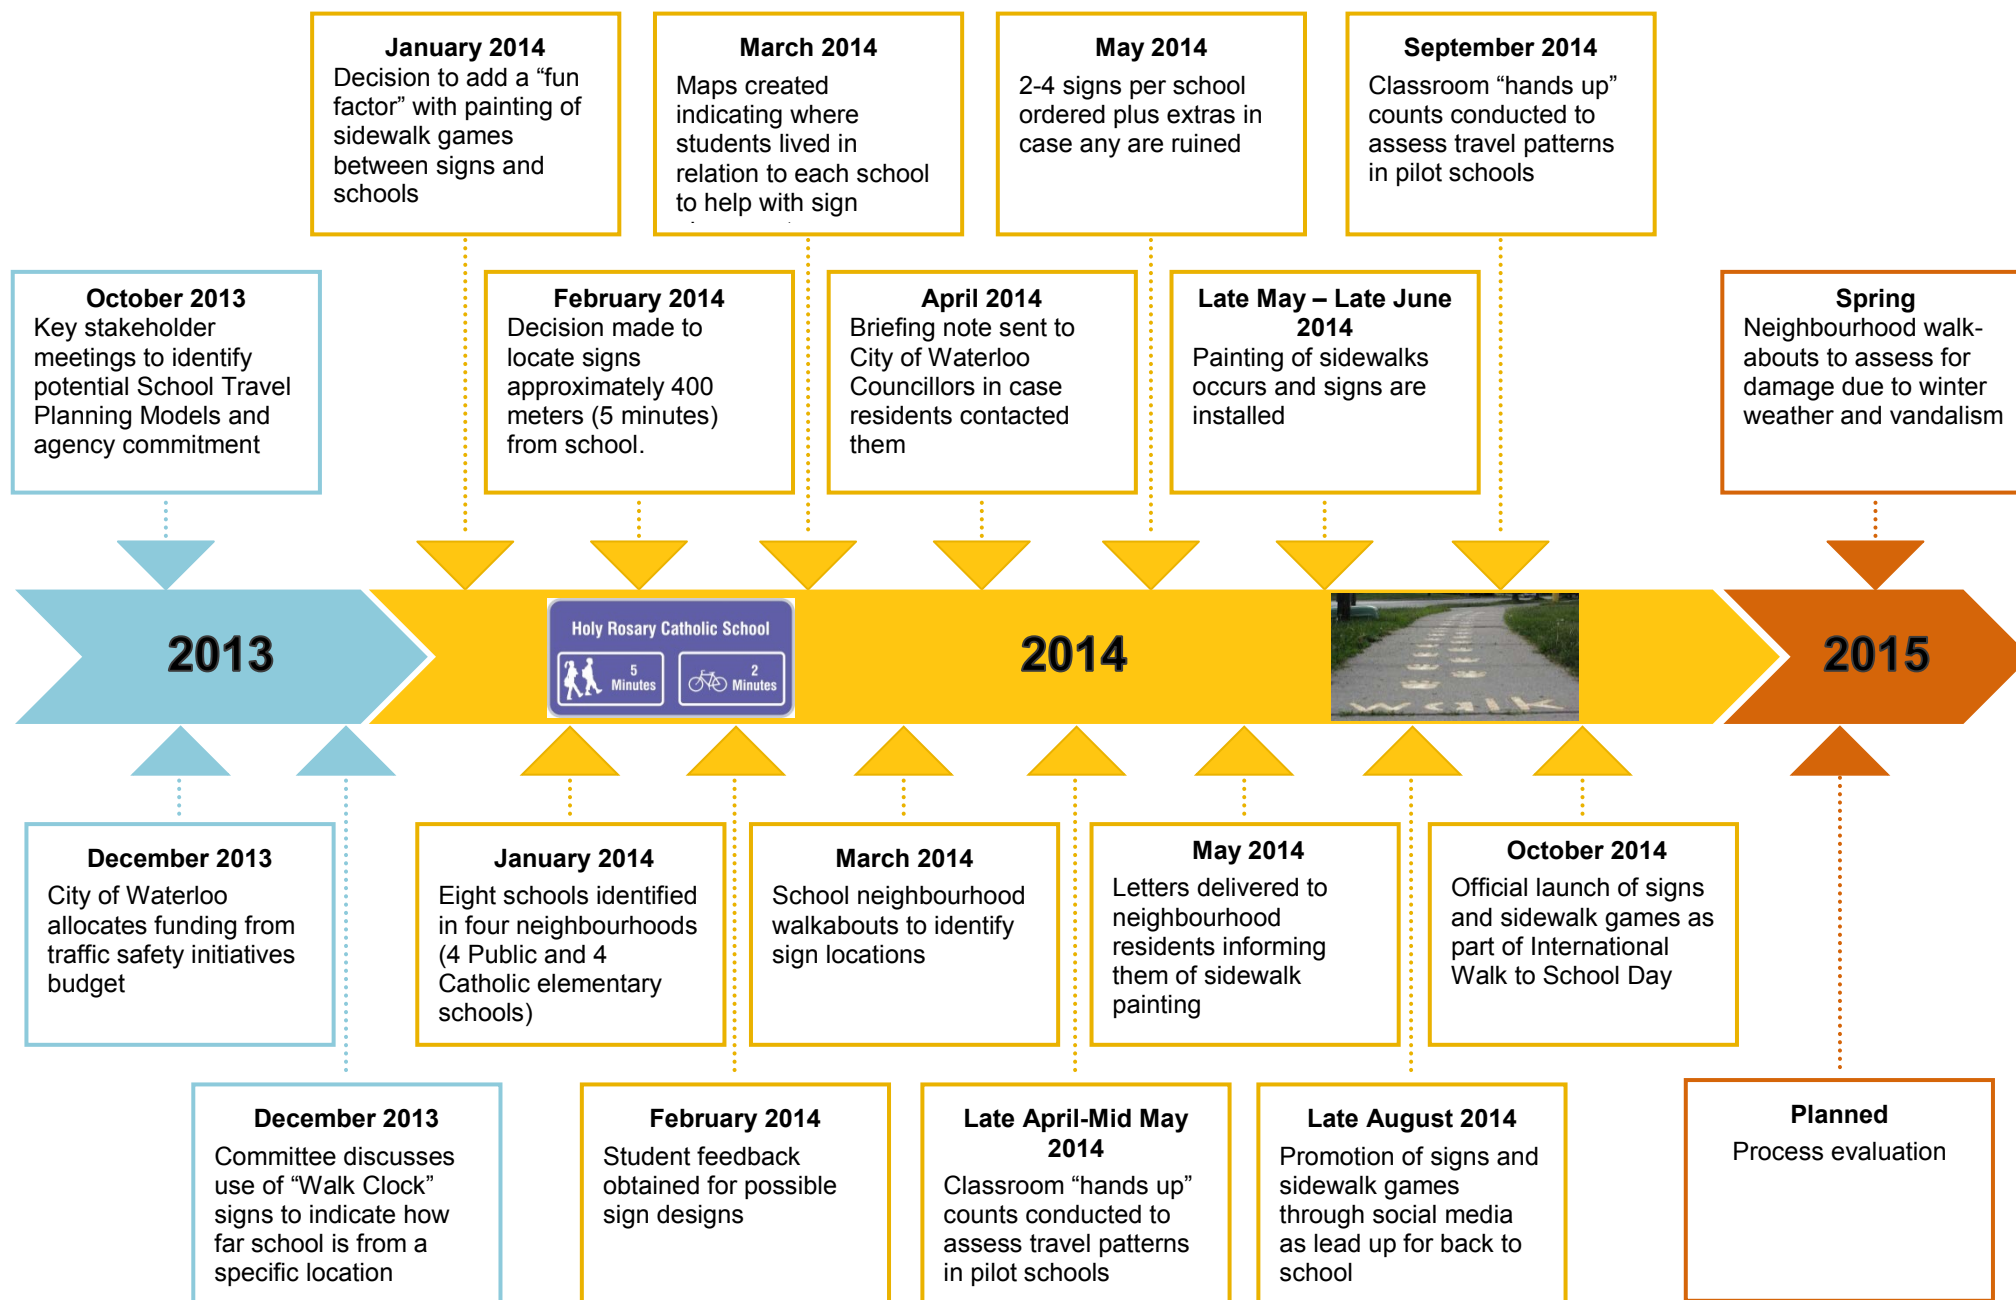 January 2014
Decision to add a “fun
factor” with painting of
sidewalk games
between signs and
schools
March 2014
Maps created
indicating where
students lived in
relation to each school
to help with sign
May 2014
2-4 signs per school
ordered plus extras in
case any are ruined
September 2014
Classroom “hands up”
counts conducted to
assess travel patterns
in pilot schools
October 2013
Key stakeholder
meetings to identify
potential School Travel
Planning Models and
agency commitment
February 2014
Decision made to
locate signs
approximately 400
meters (5 minutes)
from school.
April 2014
Briefing note sent to
City of Waterloo
Councillors in case
residents contacted
them
Late May – Late June
2014
Painting of sidewalks
occurs and signs are
installed
Spring
Neighbourhood walk-
abouts to assess for
damage due to winter
weather and vandalism
2013
Holy Rosary Catholic School
5
Minutes
2
Minutes
2014
walk
2015
December 2013
City of Waterloo
allocates funding from
traffic safety initiatives
budget
January 2014
Eight schools identified
in four neighbourhoods
(4 Public and 4
Catholic elementary
schools)
March 2014
School neighbourhood
walkabouts to identify
sign locations
May 2014
Letters delivered to
neighbourhood
residents informing
them of sidewalk
painting
October 2014
Official launch of signs
and sidewalk games as
part of International
Walk to School Day
December 2013
Committee discusses
use of “Walk Clock”
signs to indicate how
far school is from a
specific location
February 2014
Student feedback
obtained for possible
sign designs
Late April-Mid May
2014
Classroom “hands up”
counts conducted to
assess travel patterns
in pilot schools
Late August 2014
Promotion of signs and
sidewalk games
through social media
as lead up for back to
school
Planned
Process evaluation